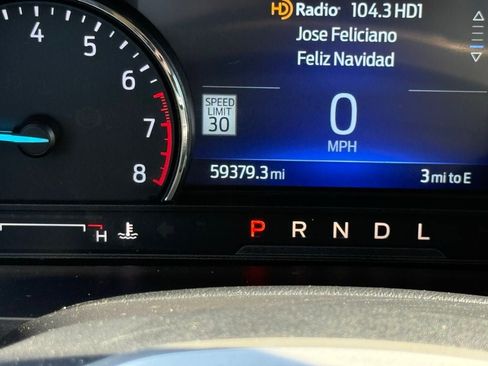 HD Radio 104.3 HD1
Jose Feliciano
Feliz Navidad
4
5
6
7
8
SPEED
LIMIT
30
0
MPH
59379.3 mi
3 mi to E
H
P R N D L